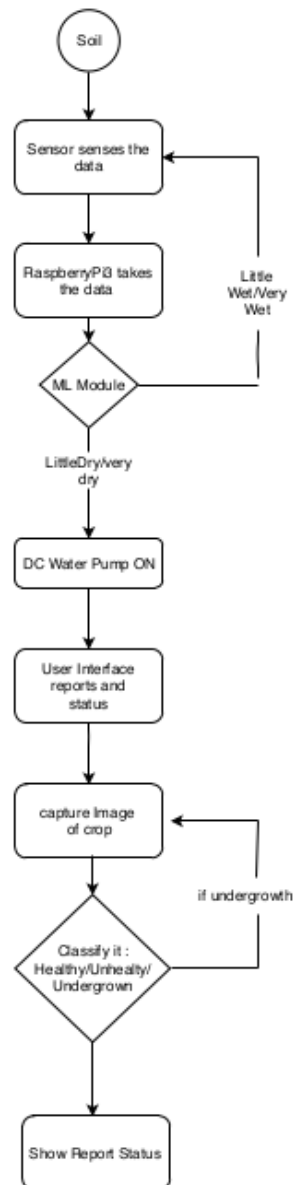 Soil
Sensor senses the
data
RaspberryPi3 takes
the data
Little
Wet/Very
Wet
ML Module
LittleDry/very
dry
DC Water Pump ON
User Interface
reports and
status
capture Image
of crop
if undergrowth
Classify it :
Healthy/Unhealty/
Undergrown
Show Report Status